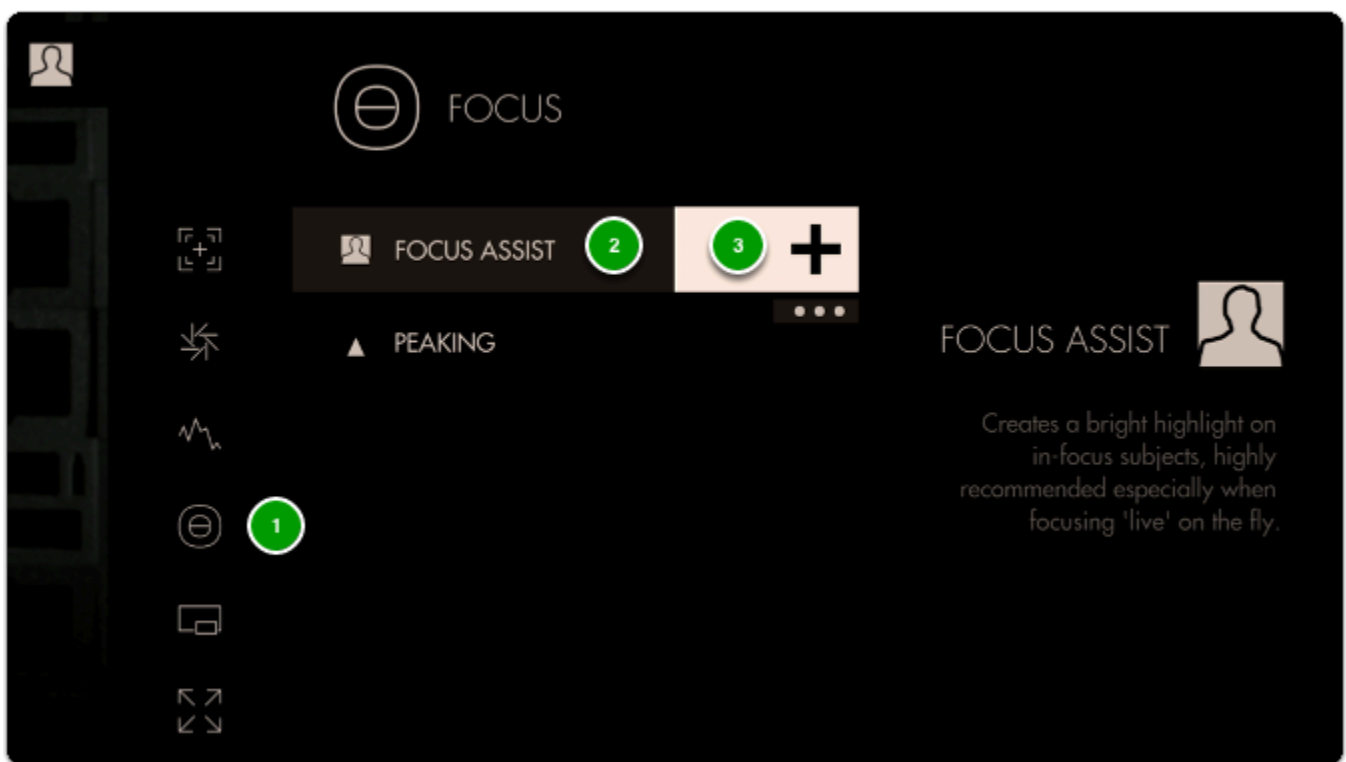 FOCUS
FOCUS ASSIST 2 3
PEAKING
FOCUS ASSIST
Creates a bright highlight on
in-focus subjects, highly
recommended especially when
focusing 'live' on the fly.
1